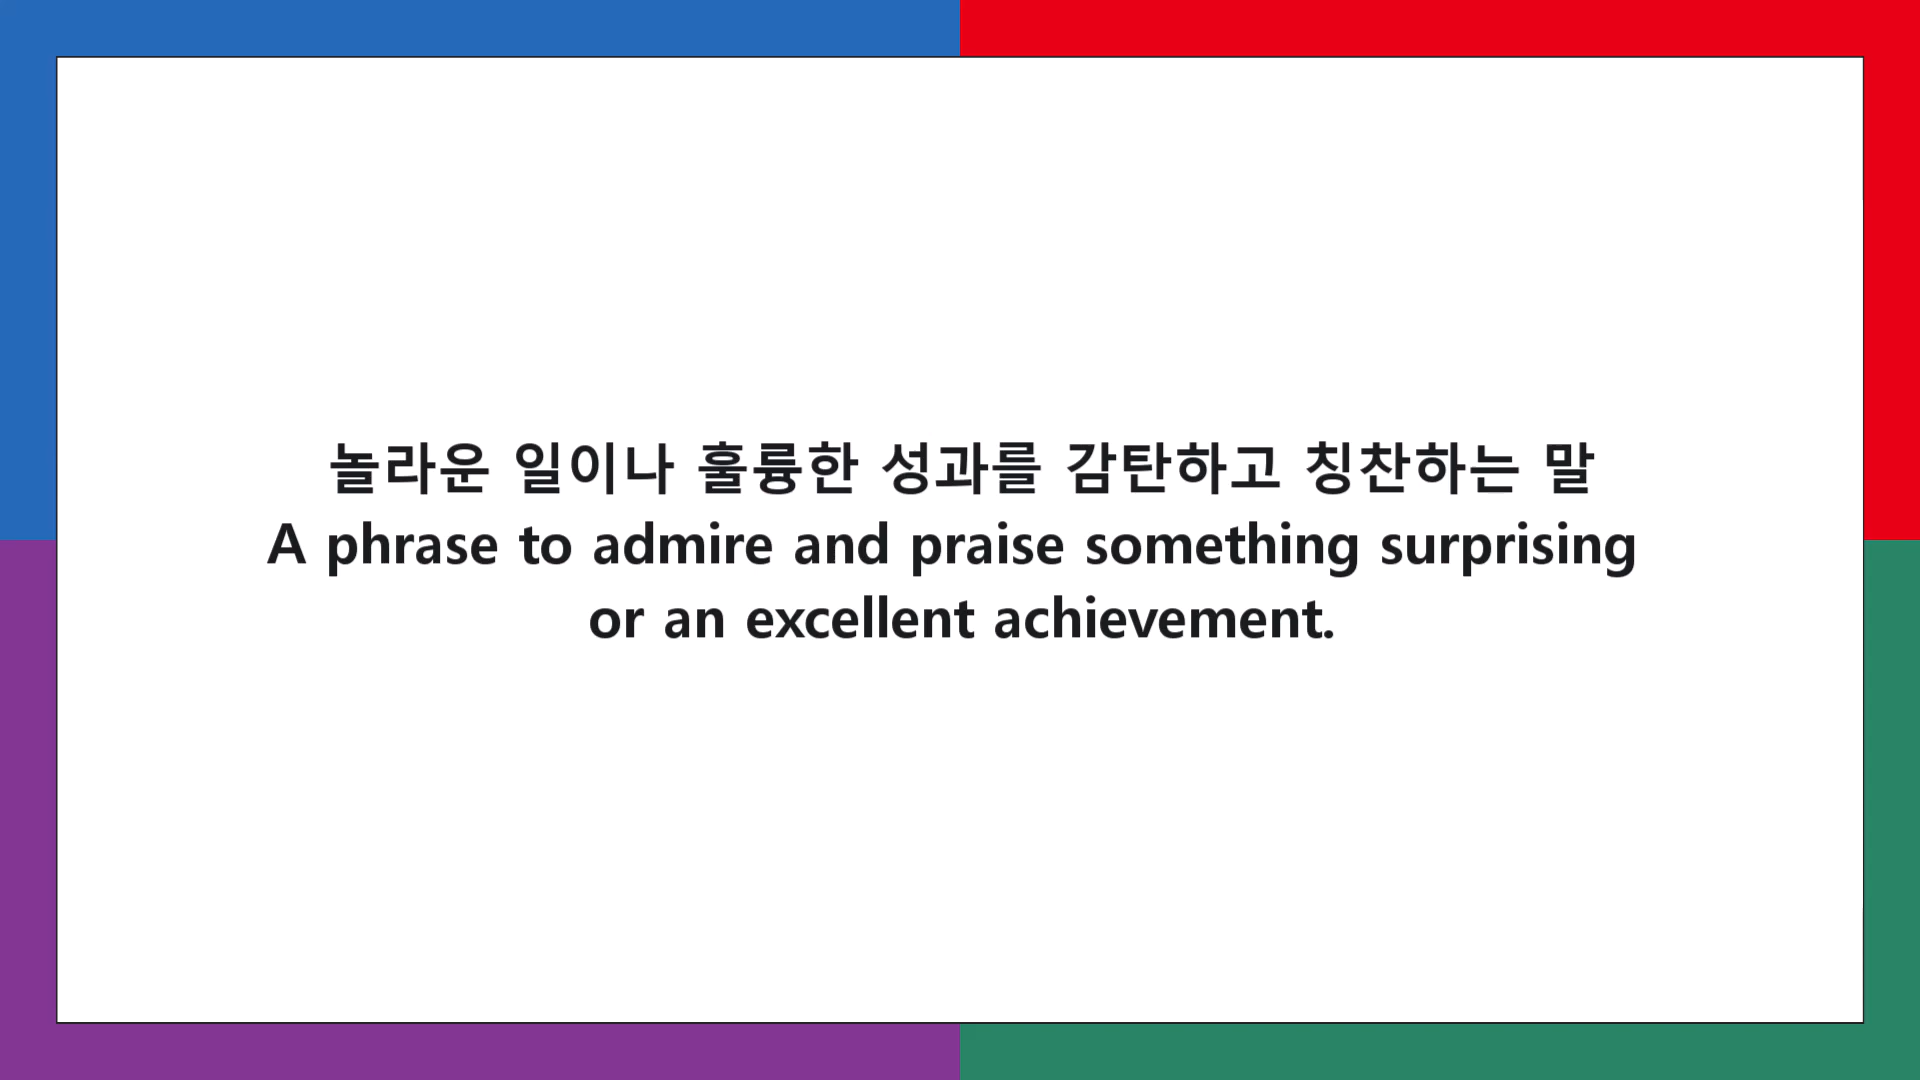 놀라운 일이나 훌륭한 성과를 감탄하고 칭찬하는 말
A phrase to admire and praise something surprising
or an excellent achievement.